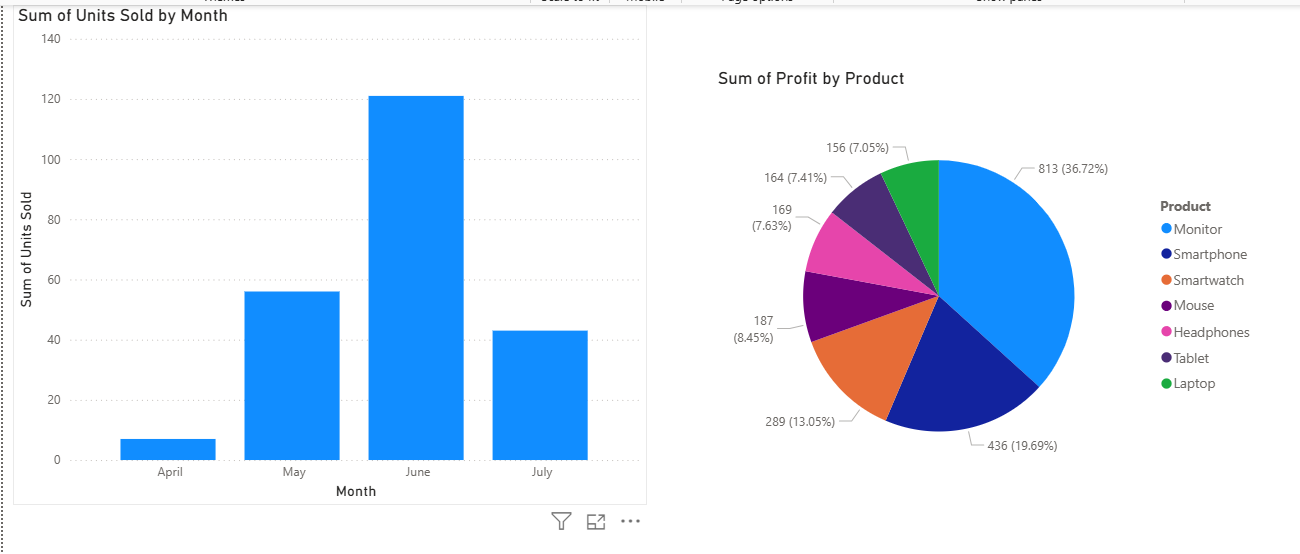 Sum of Units Sold by Month
140
120
100
80
60
40
20
0
Sum of Units Sold
April May June July
Month
Sum of Profit by Product
156 (7.05%)
813 (36.72%)
164 (7.41%)
169
(7.63%)
187
(8.45%)
289 (13.05%)
436 (19.69%)
Product
Monitor
Smartphone
Smartwatch
Mouse
Headphones
Tablet
Laptop